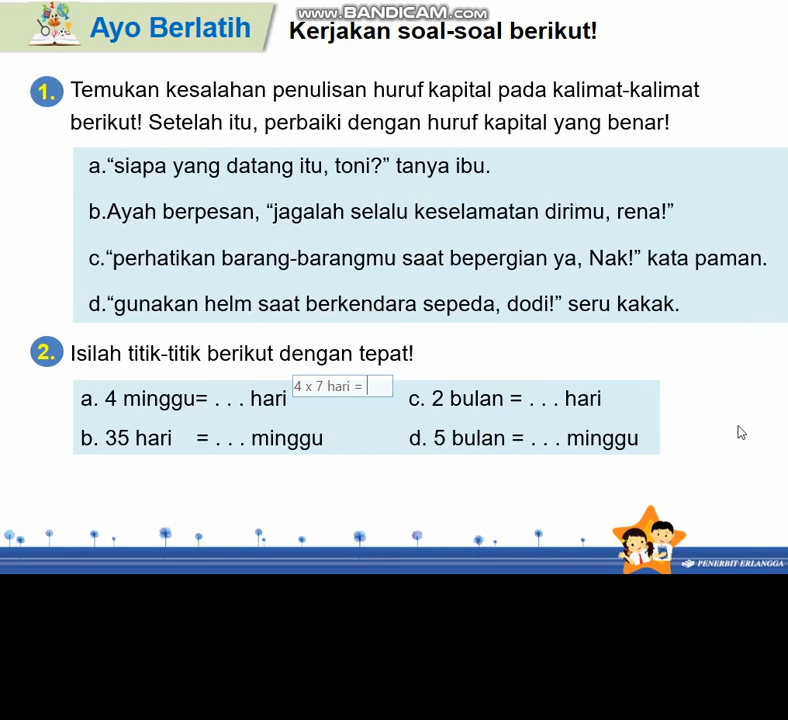 www.BANDICAM.com
Ayo Berlatih
Kerjakan soal-soal berikut!
1. Temukan kesalahan penulisan huruf kapital pada kalimat-kalimat
berikut! Setelah itu, perbaiki dengan huruf kapital yang benar!
a.“siapa yang datang itu, toni?” tanya ibu.
b.Ayah berpesan, “jagalah selalu keselamatan dirimu, rena!”
c.“perhatikan barang-barangmu saat bepergian ya, Nak!” kata paman.
d.“gunakan helm saat berkendara sepeda, dodi!” seru kakak.
2. Isilah titik-titik berikut dengan tepat!
4 x 7 hari =
a. 4 minggu= . . . hari
b. 35 hari = . . . minggu
c. 2 bulan = . . . hari
d. 5 bulan = . . . minggu
PENERBIT ERLANGGA